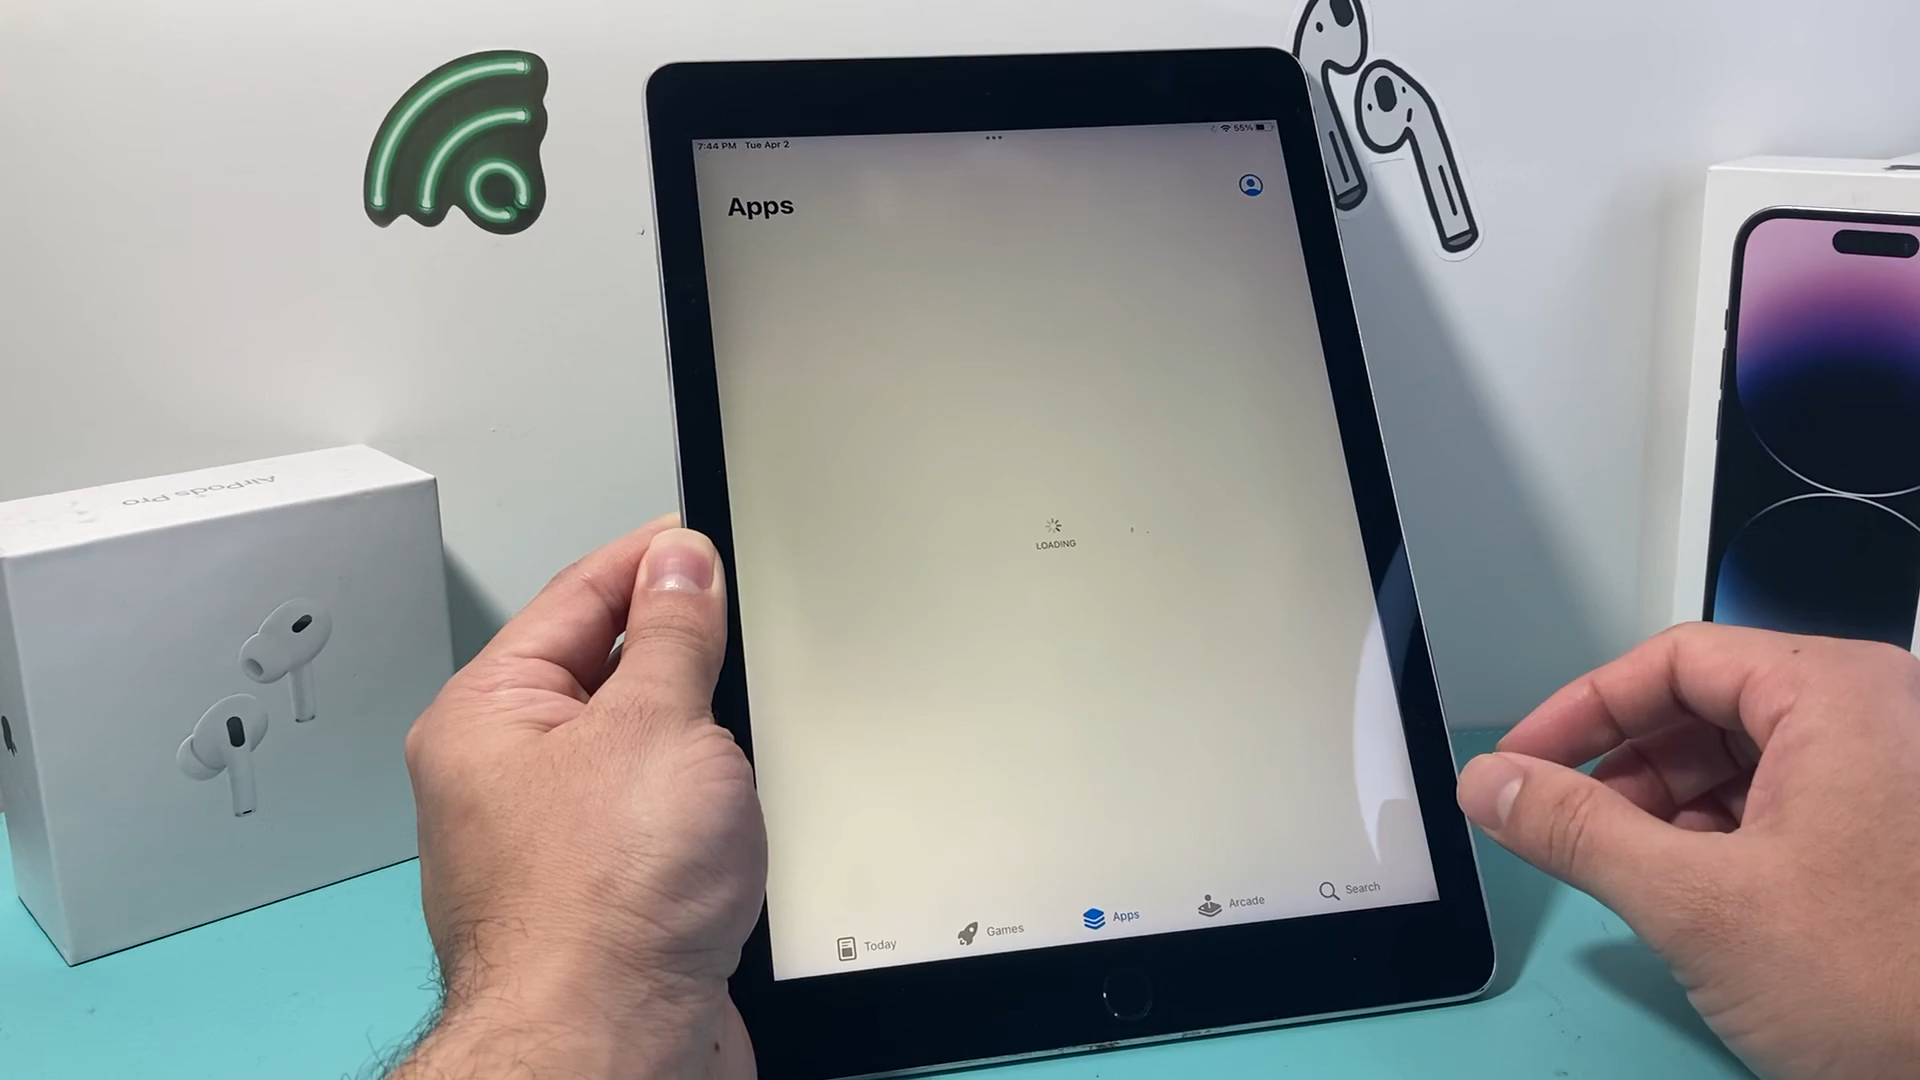 7:44 PM Tue Apr 2
55%
Apps
LOADING
Today
Games
Apps
Arcade
Search
AirPods Pro